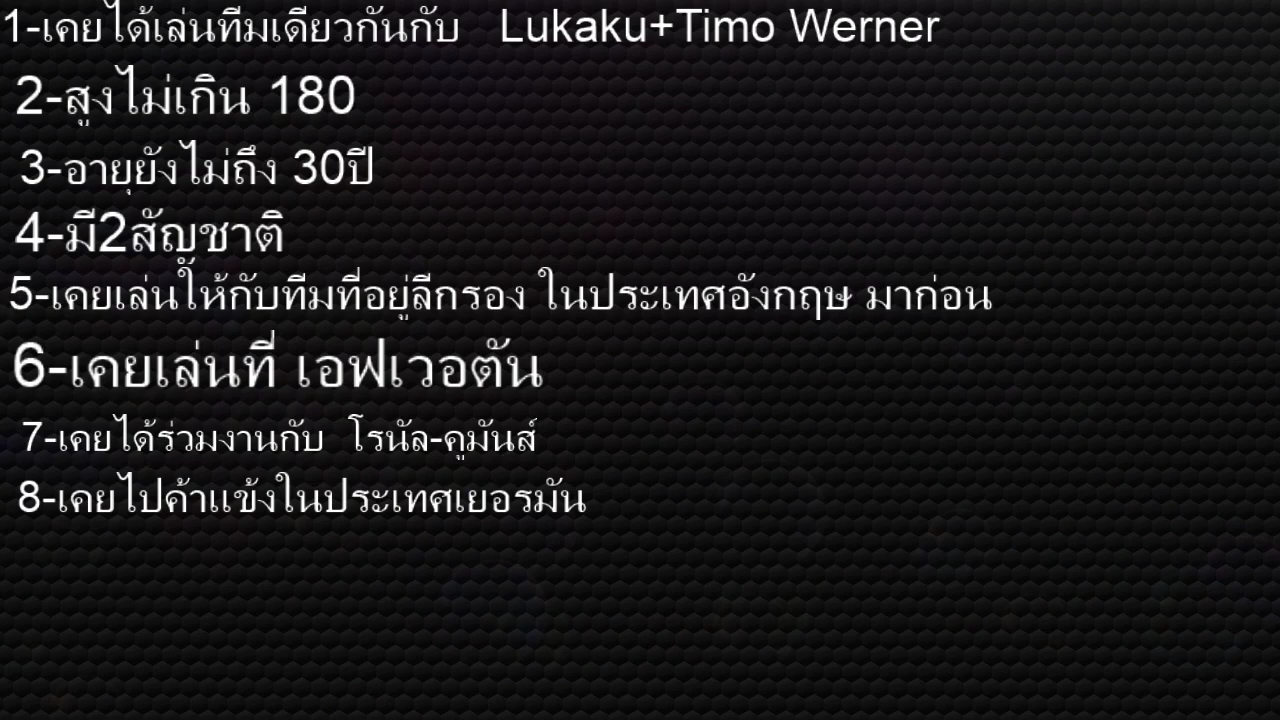 1-เคยได้เล่นทีมเดียวกันกับ Lukaku+Timo Werner
2-สูงไม่เกิน 180
3-อายุยังไม่ถึง 30ปี
4-มี2สัญชาติ
5-เคยเล่นให้กับทีมที่อยู่ลีกรอง ในประเทศอังกฤษ มาก่อน
6-เคยเล่นที่ เอฟเวอตัน
7-เคยได้ร่วมงานกับ โรนัล-คูมันส์
8-เคยไปค้าแข้งในประเทศเยอรมัน